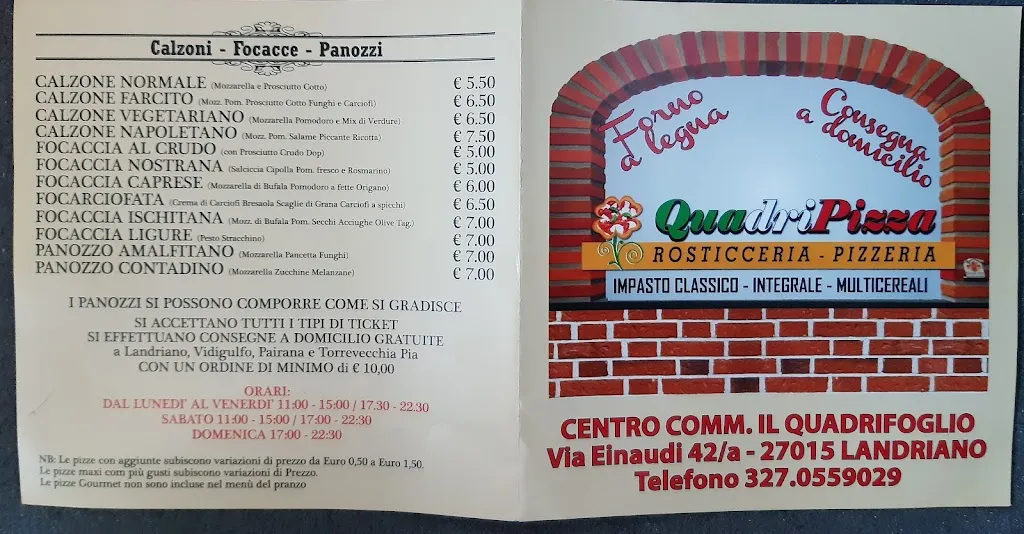 Calzoni - Focacce - Panozzi
CALZONE NORMALE (Mozzarella e Prosciutto Cotto) € 5.50
CALZONE FARCITO (Mozz. Pom. Prosciutto Cotto Funghi e Carciofi) € 6.50
CALZONE VEGETARIANO (Mozzarella Pomodoro e Mix di Verdure) € 6.50
CALZONE NAPOLETANO (Mozz. Pom. Salame Piccante Ricotta) € 7.50
FOCACCIA AL CRUDO (con Prosciutto Crudo Dop) € 5.00
FOCACCIA NOSTRANA (Salciccia Cipolla Pom. fresco e Rosmarino) € 5.00
FOCACCIA CAPRESE (Mozzarella di Bufala Pomodoro a fette Origano) € 6.00
FOCARCIOFATA (Crema di Carciofi Bresaola Scaglie di Grana Carciofi a spicchi) € 6.50
FOCACCIA ISCHITANA (Mozz. di Bufala Pom. Secchi Acciughe Olive Tag.) € 7.00
FOCACCIA LIGURE (Pesto Stracchino) € 7.00
PANOZZO AMALFITANO (Mozzarella Pancetta Funghi) € 7.00
PANOZZO CONTADINO (Mozzarella Zucchine Melanzane) € 7.00
I PANOZZI SI POSSONO COMPORRE COME SI GRADISCE
SI ACCETTANO TUTTI I TIPI DI TICKET
SI EFFETTUANO CONSEGNE A DOMICILIO GRATUITE
a Landriano, Vidigulfo, Pairana e Torrevecchia Pia
CON UN ORDINE DI MINIMO di € 10,00
ORARI:
DAL LUNEDI' AL VENERDI' 11:00 - 15:00 / 17.30 - 22:30
SABATO 11:00 - 15:00 / 17:00 - 22:30
DOMENICA 17:00 - 22:30
NB: Le pizze con aggiunte subiscono variazioni di prezzo da Euro 0,50 a Euro 1,50.
Le pizze maxi com più gusti subiscono variazioni di Prezzo.
Le pizze Gourmet non sono incluse nel menù del pranzo
Forno
a legna
Consegna
a domicilio
QuadriPizza
ROSTICCERIA - PIZZERIA
IMPASTO CLASSICO - INTEGRALE - MULTICEREALI
CENTRO COMM. IL QUADRIFOGLIO
Via Einaudi 42/a - 27015 LANDRIANO
Telefono 327.0559029